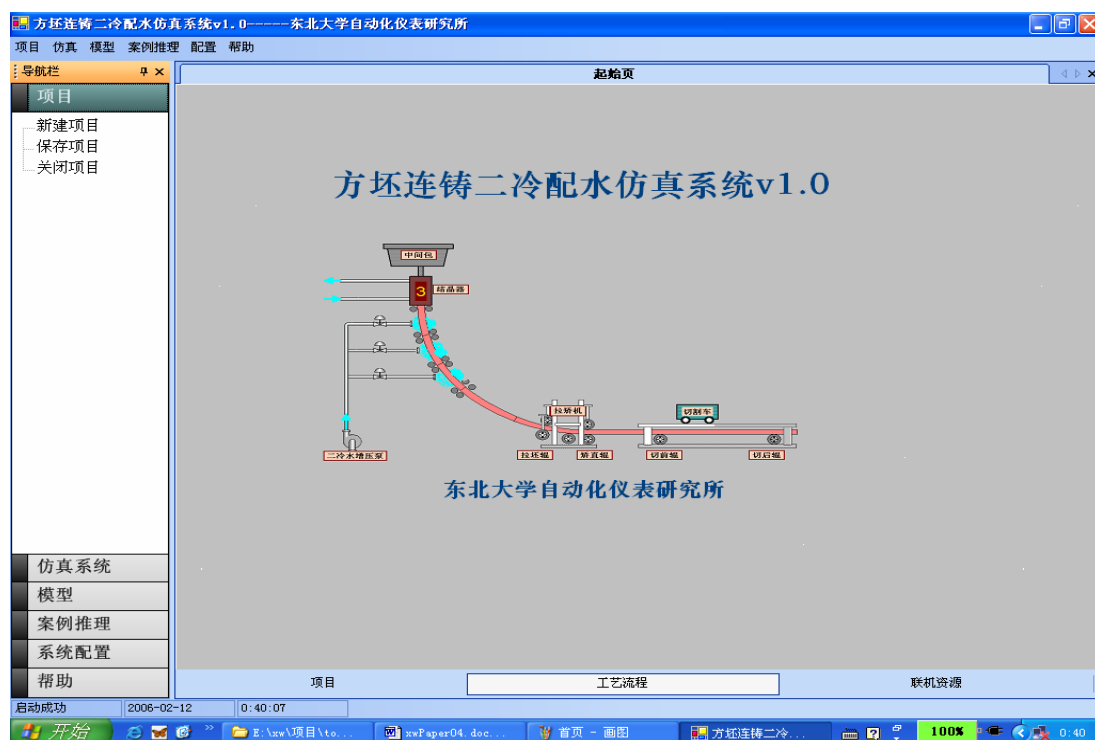 方坯连铸二冷配水仿真系统v1.0-----东北大学自动化仪表研究所
项目 仿真 模型 案例推理 配置 帮助
导航栏
起始页
项目
新建项目
保存项目
关闭项目
方坯连铸二冷配水仿真系统v1.0
中间包
3
结晶器
拉矫机
切割车
二冷水增压泵
拉坯辊
矫直辊
切前辊
切后辊
东北大学自动化仪表研究所
仿真系统
模型
案例推理
系统配置
帮助
项目
工艺流程
联机资源
启动成功
2006-02-12
0:40:07
开始
E:\xw\项目\to...
xwPaper04.doc...
首页 - 画图
方坯连铸二冷...
100%
0:40